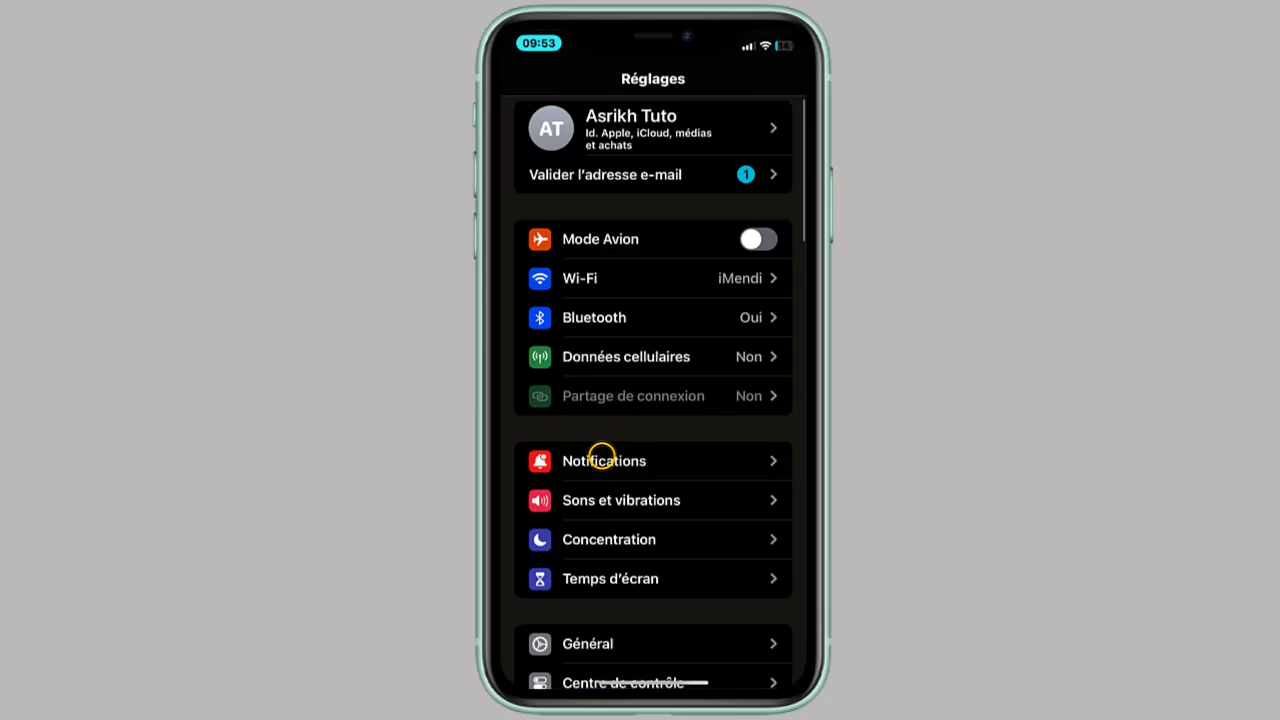 09:53
Réglages
AT
Asrikh Tuto
Id. Apple, iCloud, médias
et achats
Valider l’adresse e-mail 1
Mode Avion
Wi-Fi iMendi
Bluetooth Oui
Données cellulaires Non
Partage de connexion Non
Notifications
Sons et vibrations
Concentration
Temps d’écran
Général
Centre de contrôle